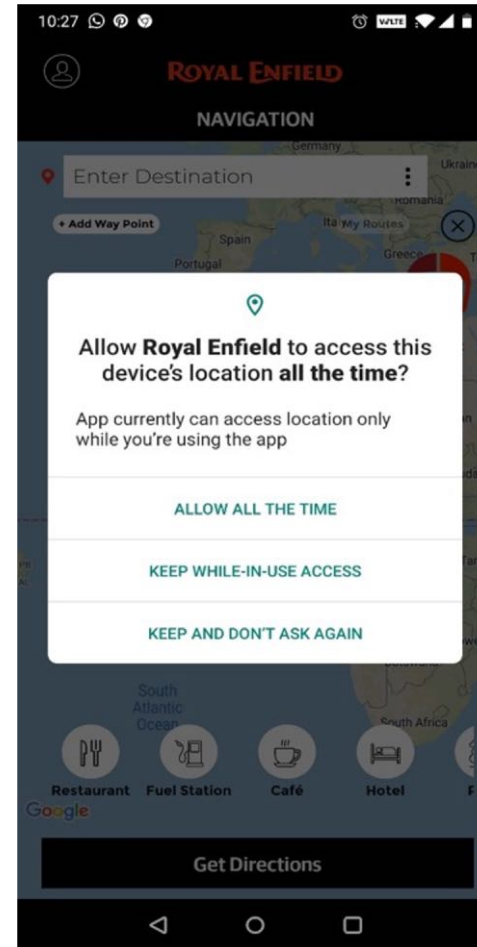 10:27
VoLTE
ROYAL ENFIELD
NAVIGATION
Germany
Enter Destination
Ukrain
Romania
+ Add Way Point
Ita
My Routes
Spain
Greece
T
Portugal
Allow Royal Enfield to access this
device's location all the time?
App currently can access location only
while you're using the app
ALLOW ALL THE TIME
KEEP WHILE-IN-USE ACCESS
KEEP AND DON'T ASK AGAIN
South
Atlantic
Ocean
South Africa
Restaurant
Fuel Station
Café
Hotel
F
Google
Get Directions